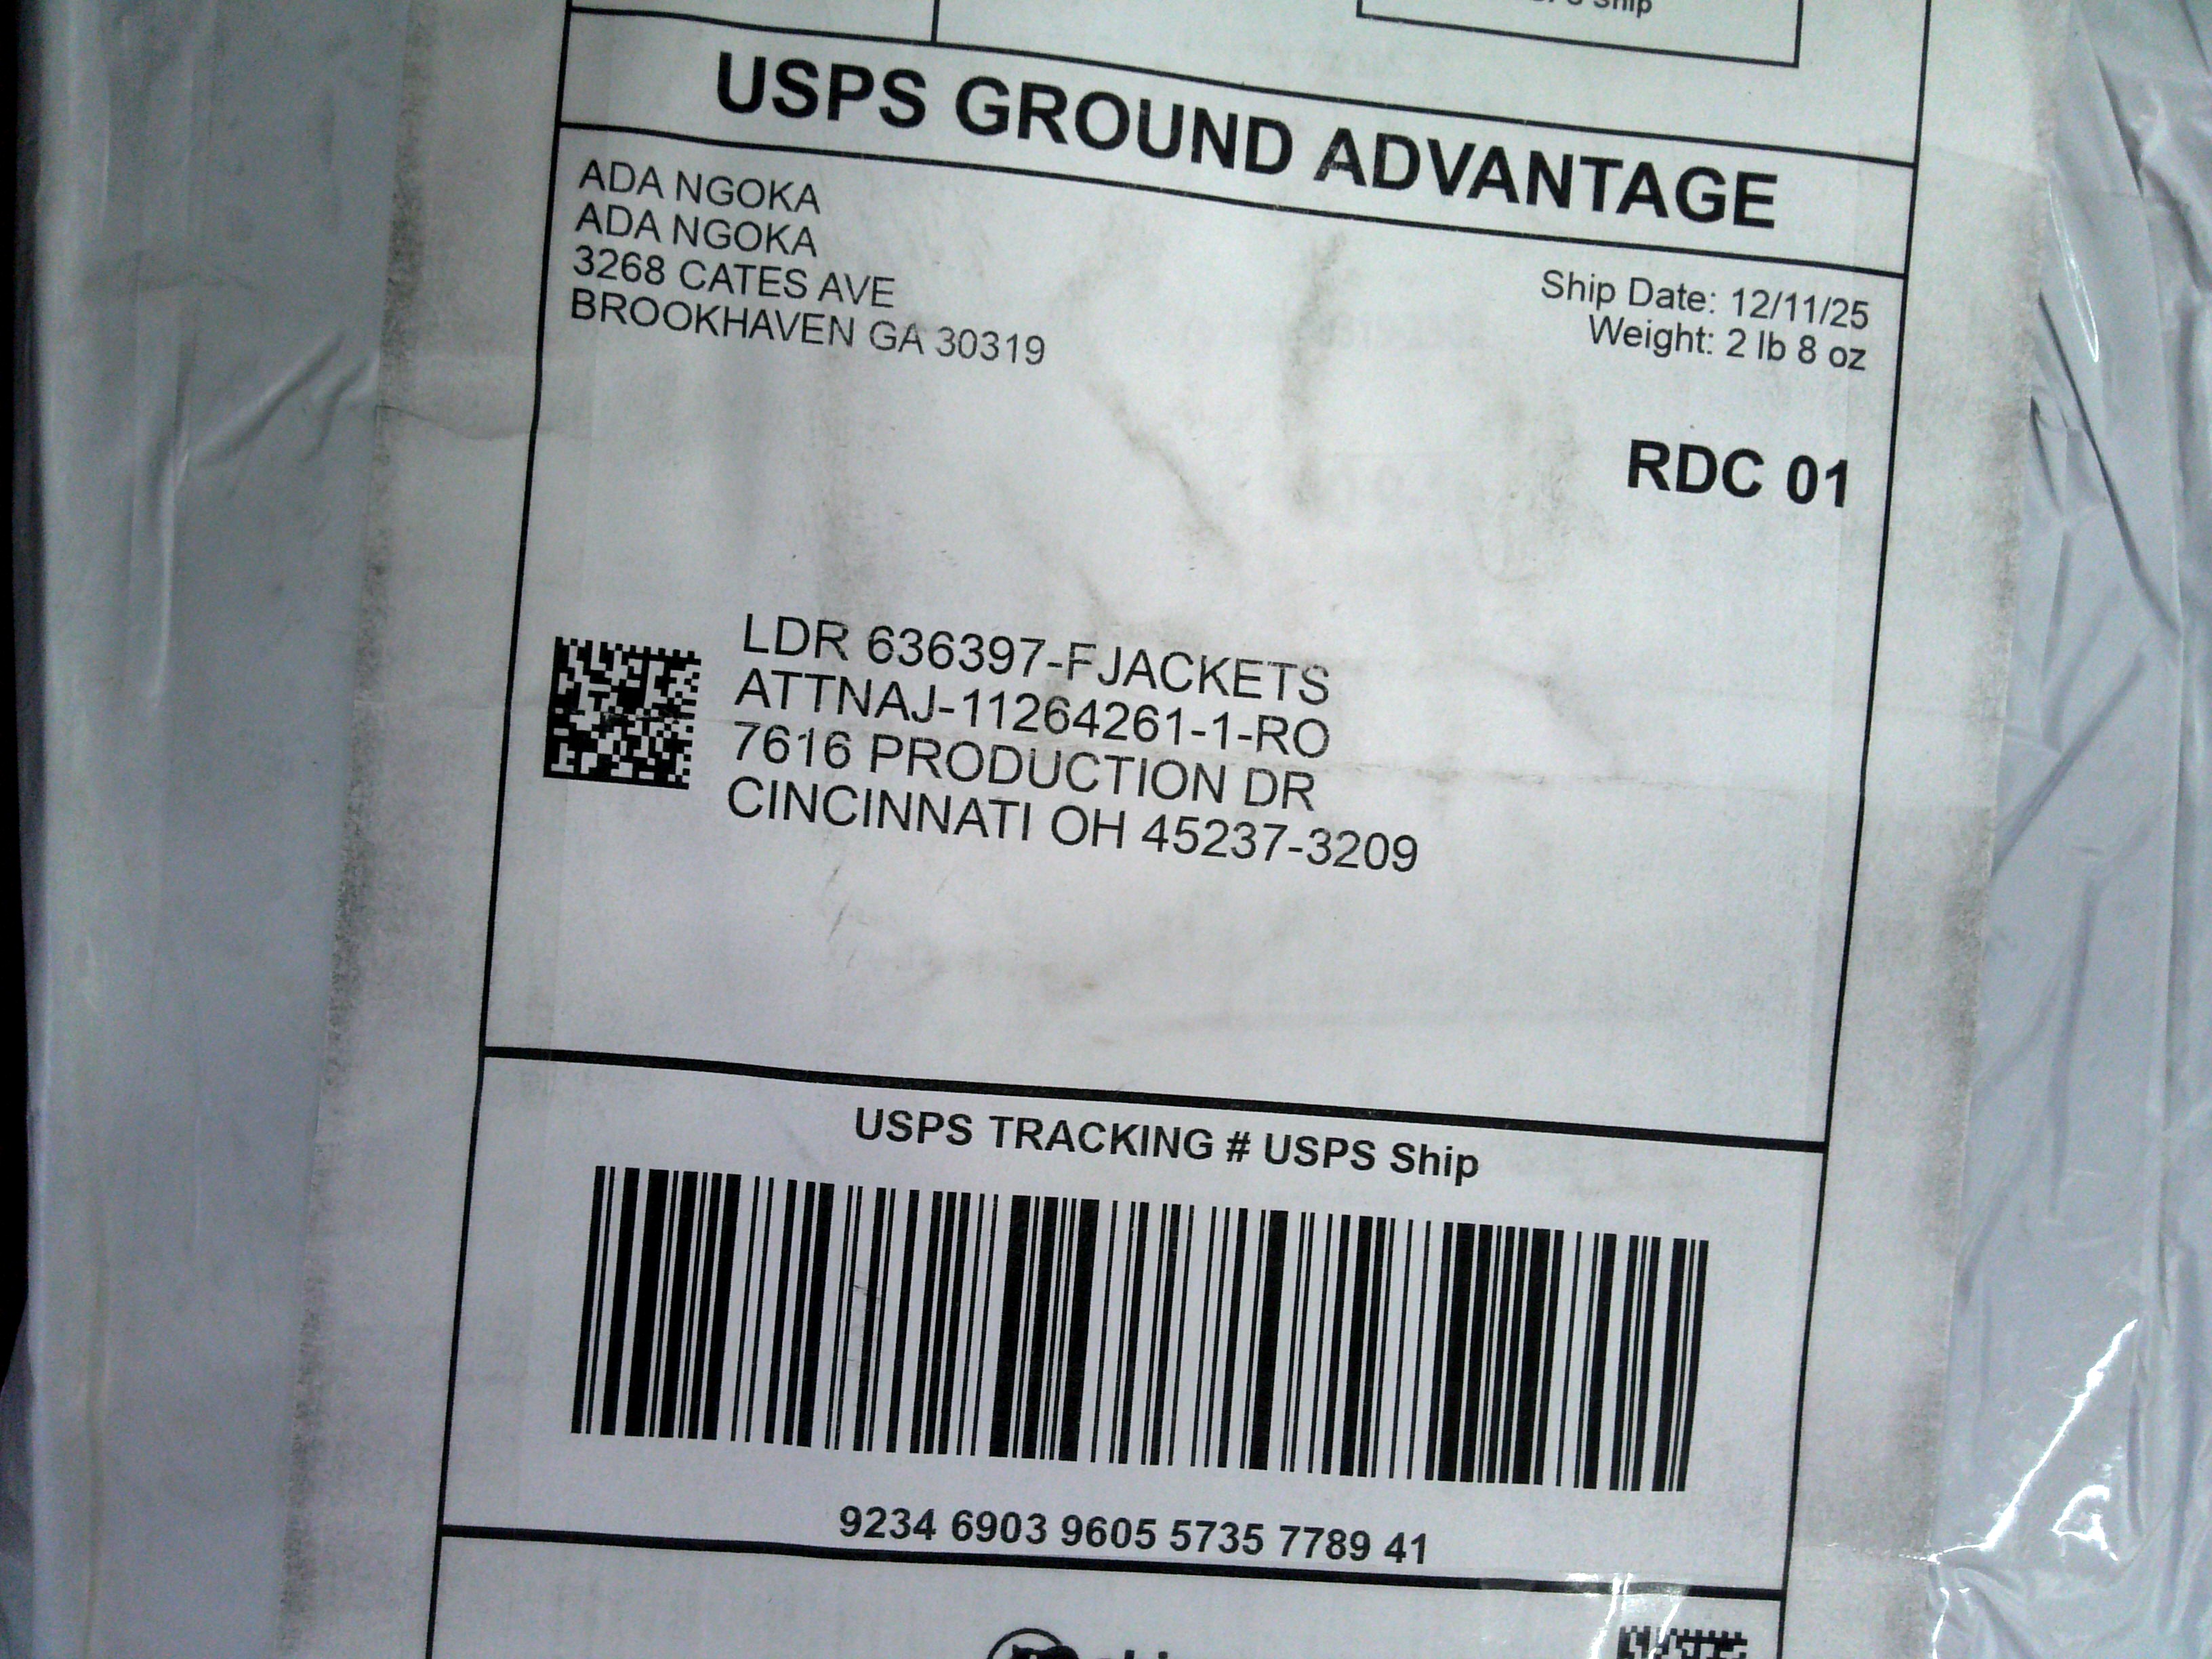 Ship
USPS GROUND ADVANTAGE
ADA NGOKA
ADA NGOKA
3268 CATES AVE
BROOKHAVEN GA 30319
Ship Date: 12/11/25
Weight: 2 lb 8 oz
RDC 01
LDR 636397-FJACKETS
ATTNAJ-11264261-1-RO
7616 PRODUCTION DR
CINCINNATI OH 45237-3209
USPS TRACKING # USPS Ship
9234 6903 9605 5735 7789 41